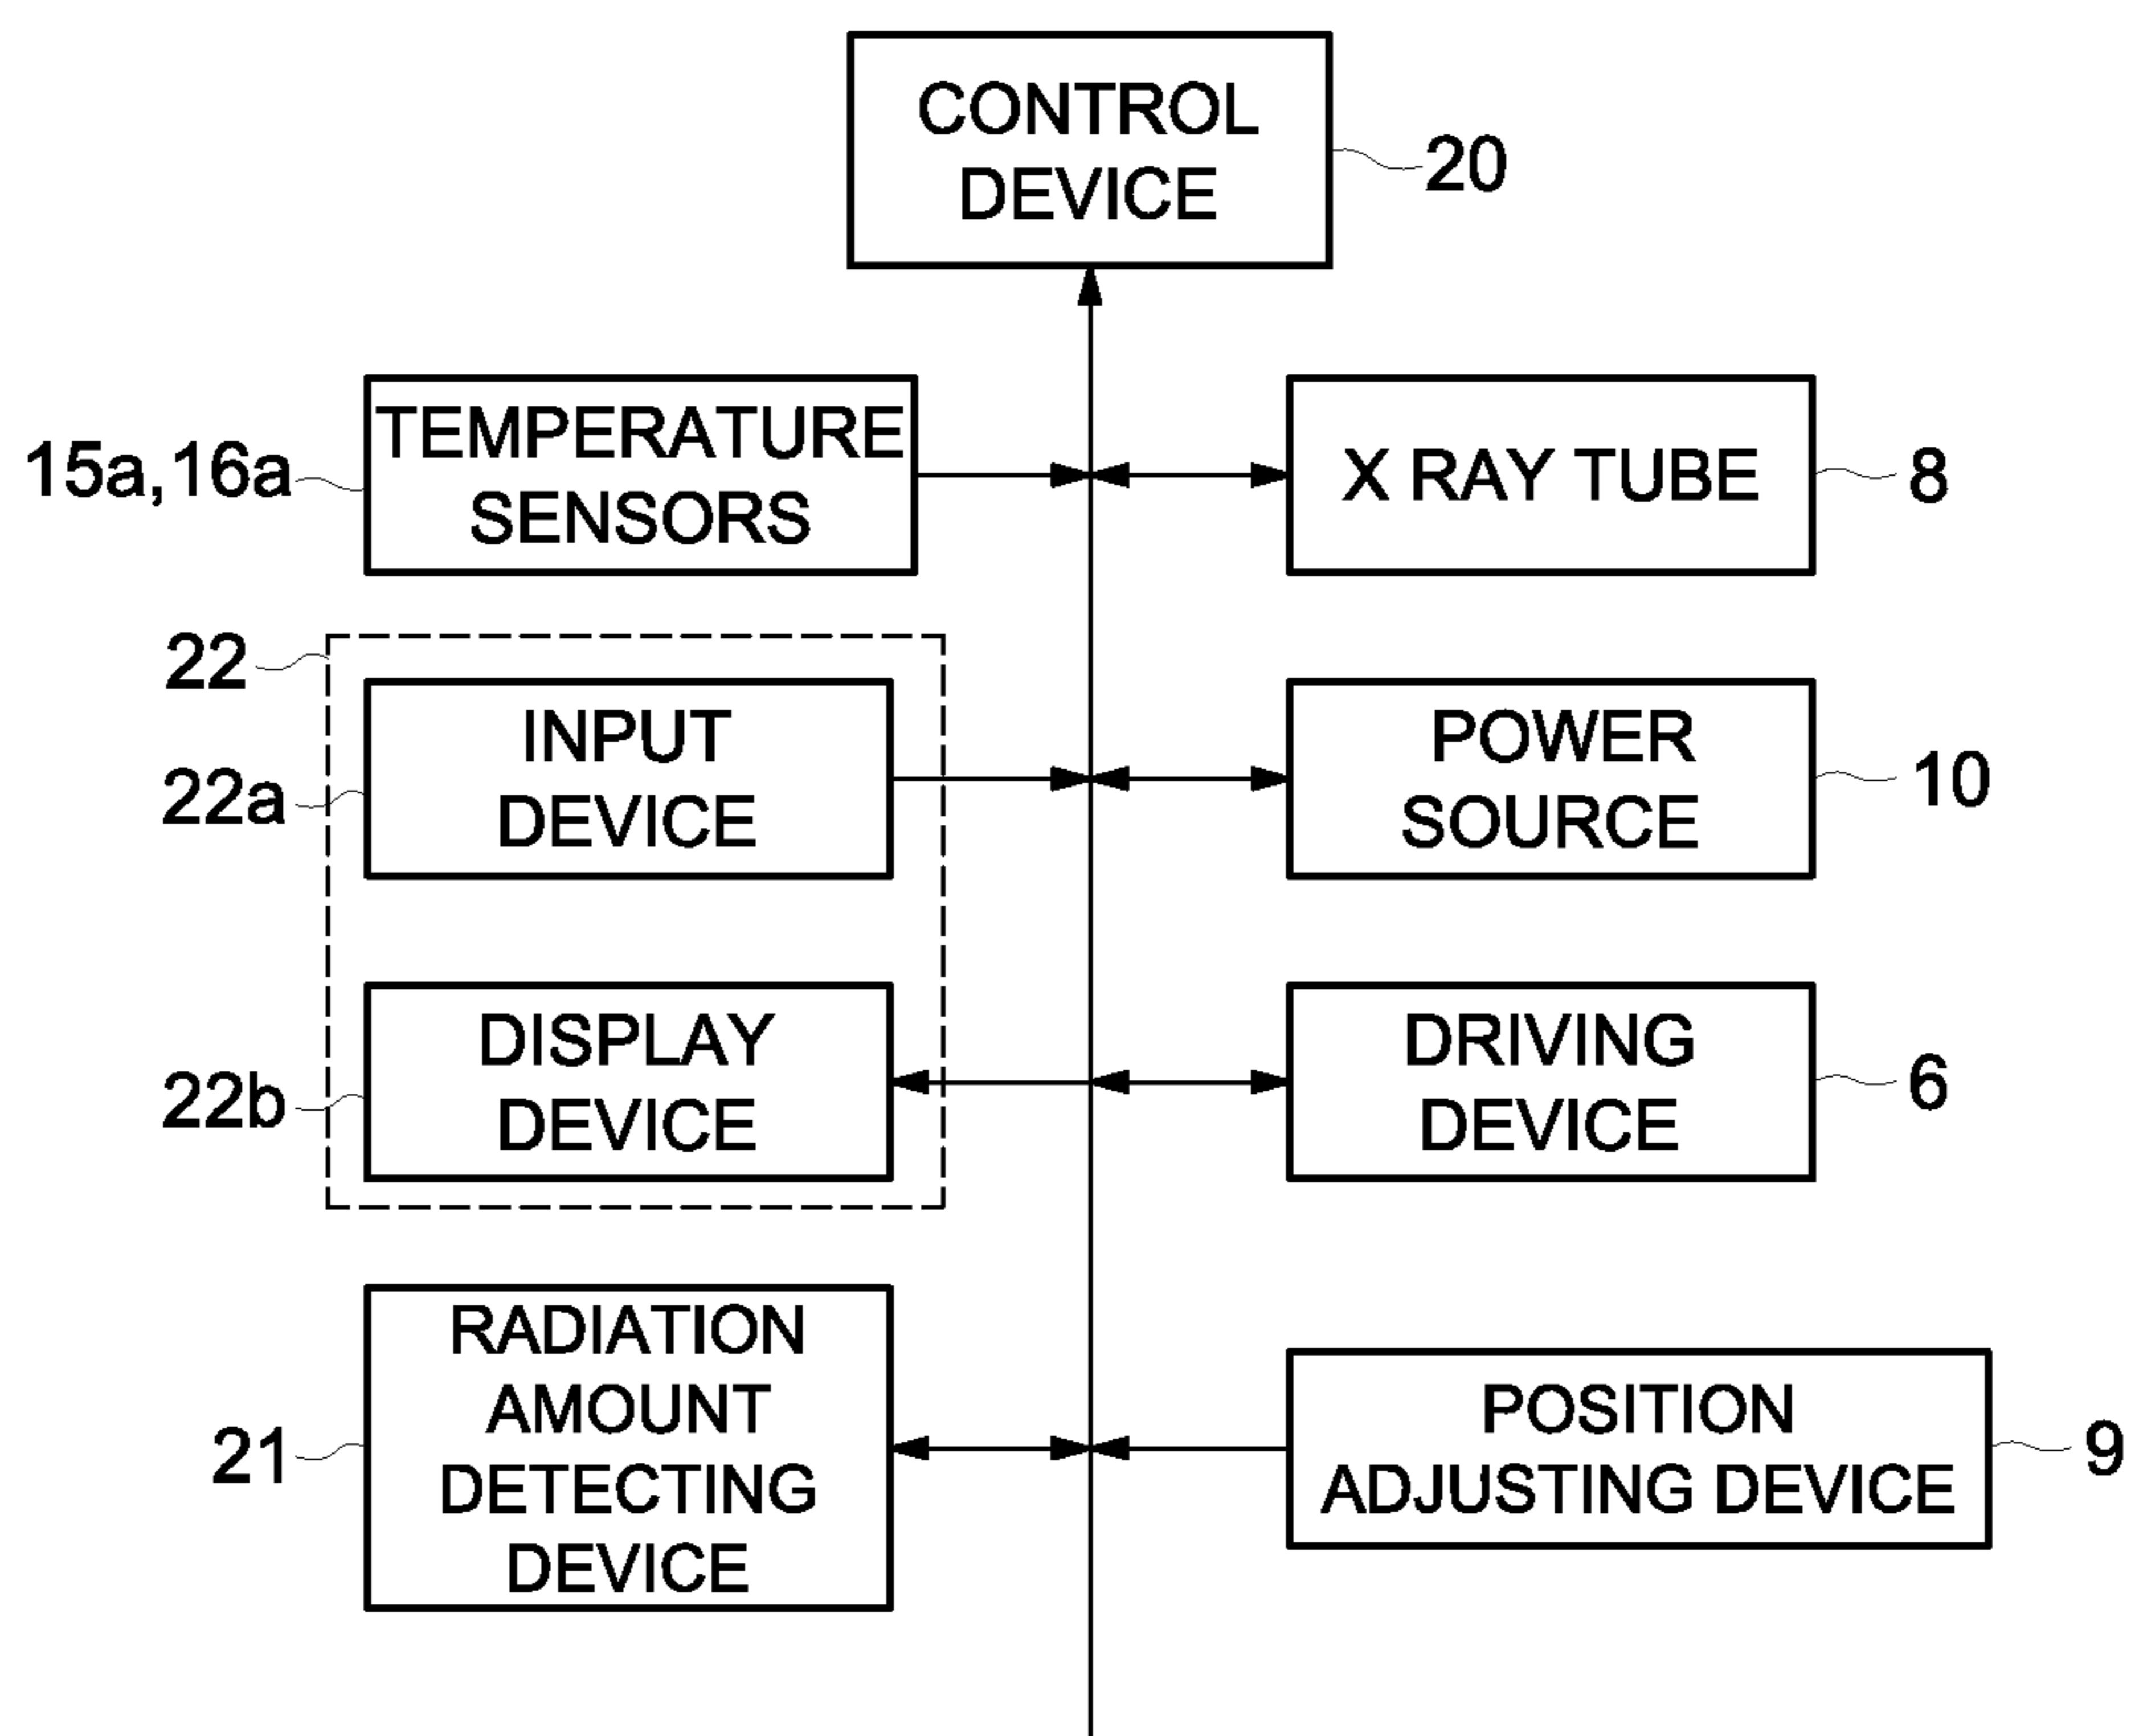 CONTROL
DEVICE
20
TEMPERATURE
SENSORS
15a,16a
X RAY TUBE
8
22
INPUT
DEVICE
22a
POWER
SOURCE
10
DISPLAY
DEVICE
22b
DRIVING
DEVICE
6
RADIATION
AMOUNT
DETECTING
DEVICE
21
POSITION
ADJUSTING DEVICE
9